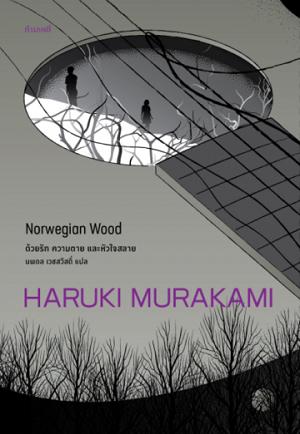 กำมะหยี่
Norwegian Wood
ด้วยรัก ความตาย และหัวใจสลาย
นพดล เวชสวัสดิ์ แปล
HARUKI MURAKAMI